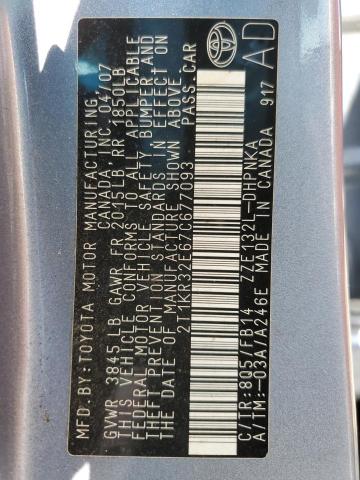 MFD.BY:TOYOTA MOTOR MANUFACTURING
CANADA, INC. 04/07
GVWR 3845LB GAWR FR 2015LB RR 1850LB
THIS VEHICLE CONFORMS TO ALL APPLICABLE
FEDERAL MOTOR VEHICLE SAFETY, BUMPER AND
THEFT PREVENTION STANDARDS IN EFFECT ON
THE DATE OF MANUFACTURE SHOWN ABOVE.
2T1KR32E67C677093 PASS. CAR
C/TR:8Q5/FB14 ZZE132L-DHPNKA
A/TM:-03A/A246E MADE IN CANADA 917
AD